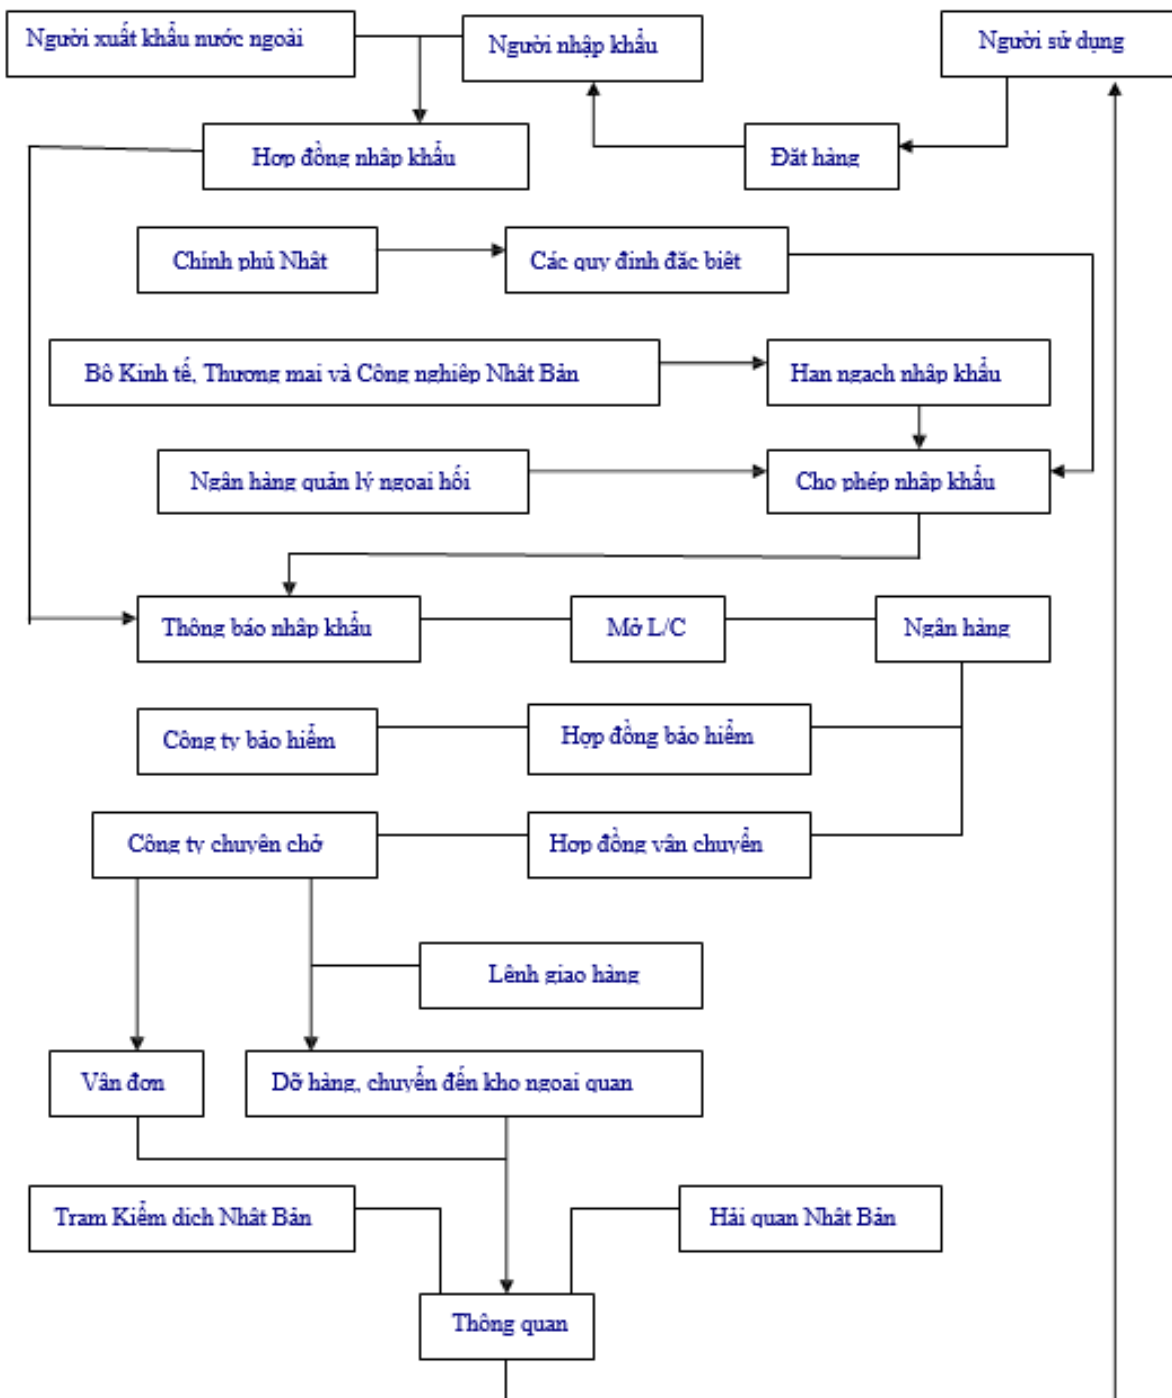 Người xuất khẩu nước ngoài
Người nhập khẩu
Người sử dụng
Hợp đồng nhập khẩu
Đặt hàng
Chính phủ Nhật
Các quy định đặc biệt
Bộ Kinh tế, Thương mại và Công nghiệp Nhật Bản
Hạn ngạch nhập khẩu
Ngân hàng quản lý ngoại hối
Cho phép nhập khẩu
Thông báo nhập khẩu
Mở L/C
Ngân hàng
Công ty bảo hiểm
Hợp đồng bảo hiểm
Công ty chuyên chở
Hợp đồng vận chuyển
Lệnh giao hàng
Vận đơn
Dỡ hàng, chuyển đến kho ngoại quan
Trạm Kiểm dịch Nhật Bản
Hải quan Nhật Bản
Thông quan